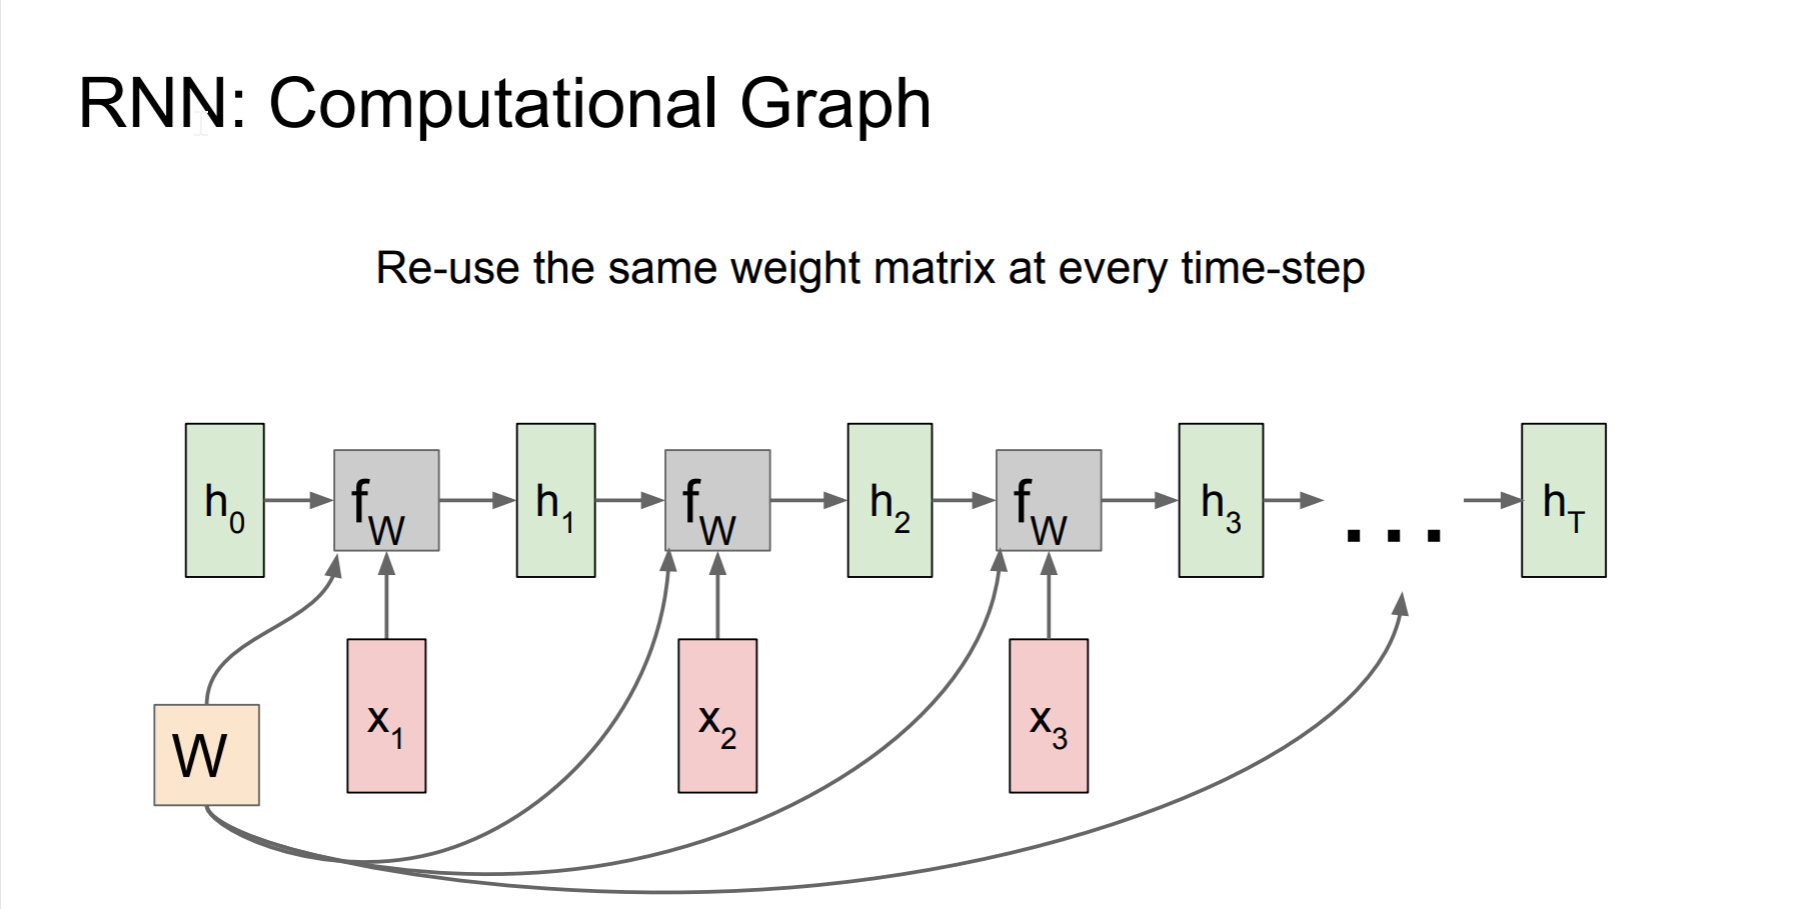 RNN: Computational Graph
Re-use the same weight matrix at every time-step
h0 fW h1 fW h2 fW h3 ... hT
W x1 x2 x3